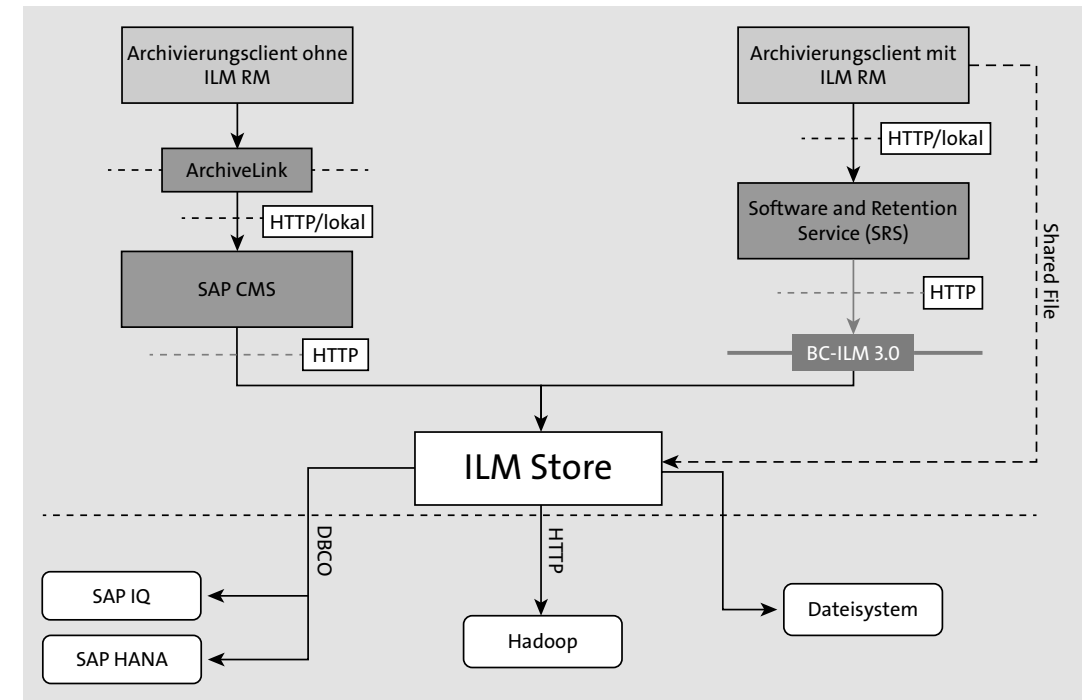 Archivierungsclient ohne
ILM RM
Archivierungsclient mit
ILM RM
HTTP/lokal
ArchiveLink
HTTP/lokal
Software and Retention
Service (SRS)
Shared File
SAP CMS
HTTP
HTTP
BC-ILM 3.0
ILM Store
DBCO
HTTP
SAP IQ
Hadoop
Dateisystem
SAP HANA